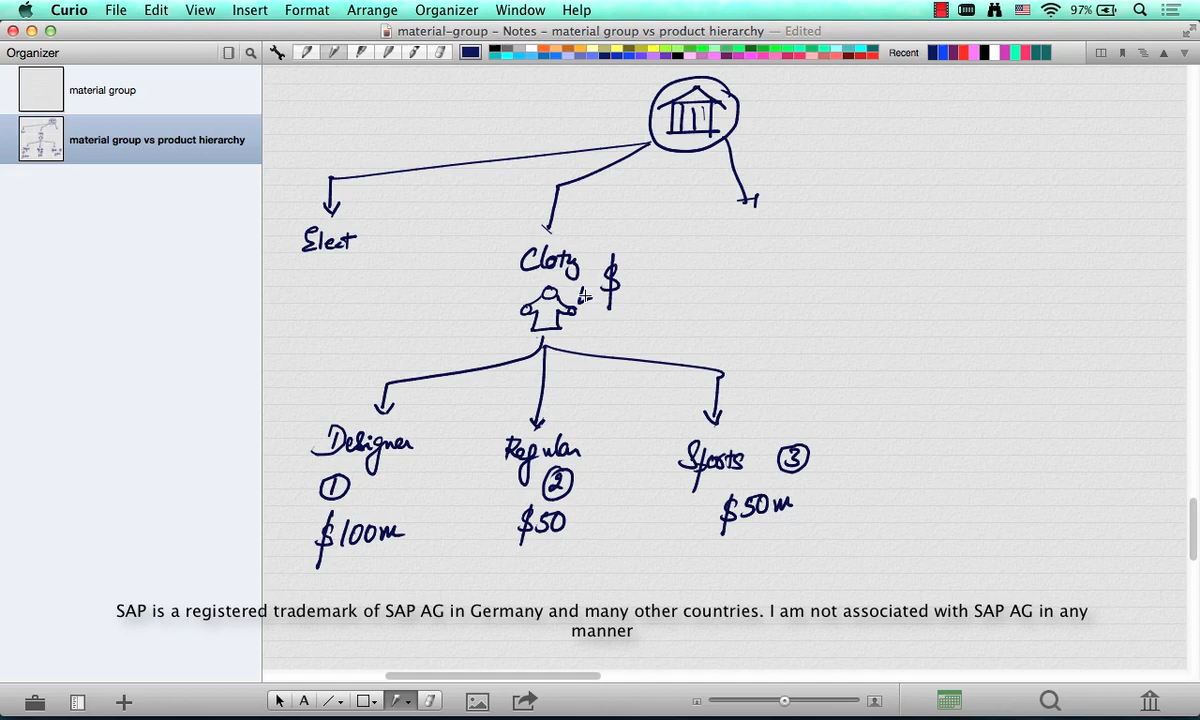 Curio File Edit View Insert Format Arrange Organizer Window Help 97%
material-group – Notes – material group vs product hierarchy — Edited
Organizer
Recent
material group
material group vs product hierarchy
Elect
Cloty
$
Designer
Regular
Sports ③
①
②
$100m
$50
$50m
SAP is a registered trademark of SAP AG in Germany and many other countries. I am not associated with SAP AG in any
manner
A